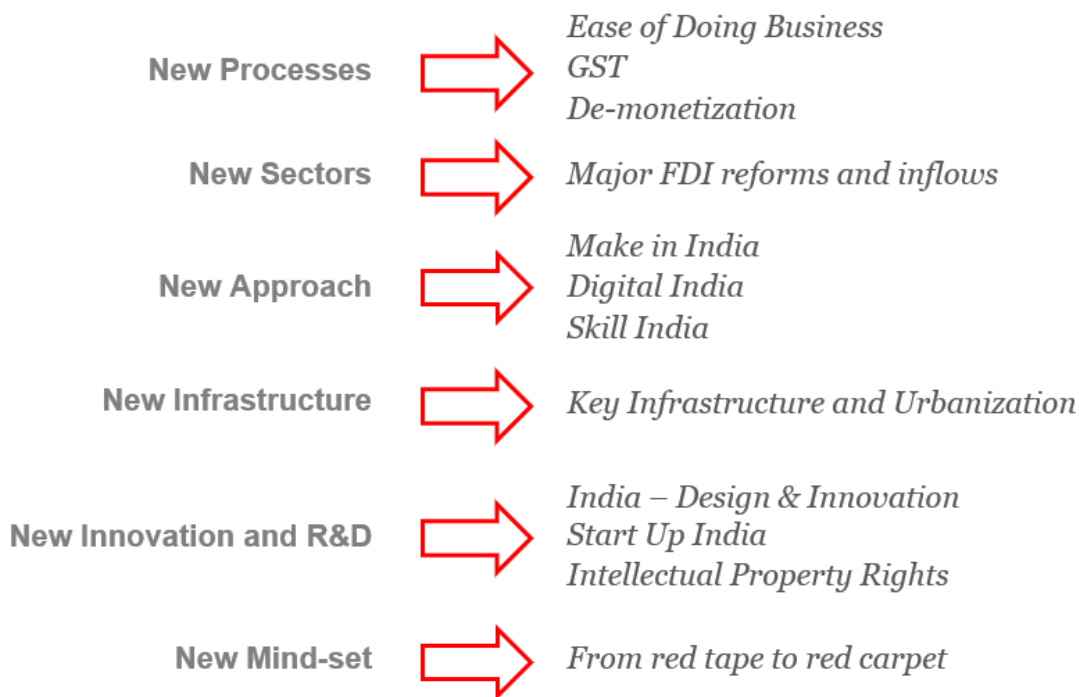 New Processes
Ease of Doing Business
GST
De-monetization
New Sectors
Major FDI reforms and inflows
New Approach
Make in India
Digital India
Skill India
New Infrastructure
Key Infrastructure and Urbanization
New Innovation and R&D
India – Design & Innovation
Start Up India
Intellectual Property Rights
New Mind-set
From red tape to red carpet